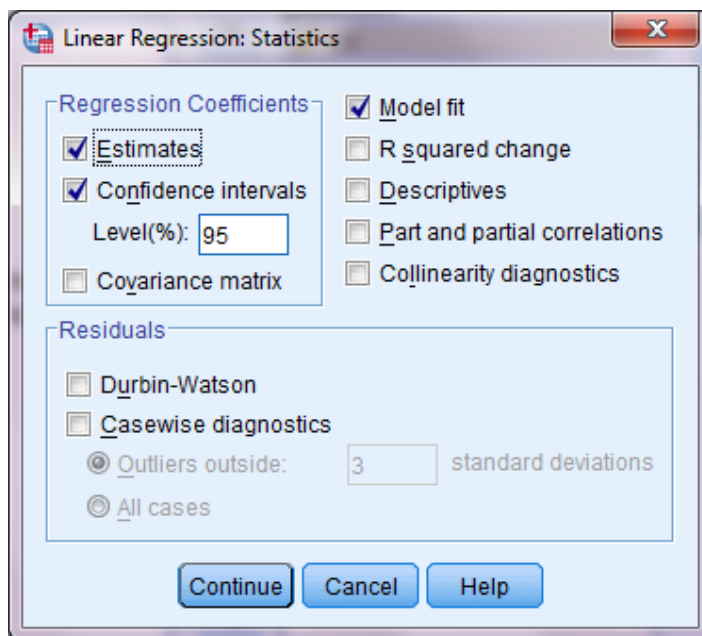 Linear Regression: Statistics
Regression Coefficients
Estimates
Confidence intervals
Level(%): 95
Covariance matrix
Model fit
R squared change
Descriptives
Part and partial correlations
Collinearity diagnostics
Residuals
Durbin-Watson
Casewise diagnostics
Outliers outside: 3 standard deviations
All cases
Continue Cancel Help